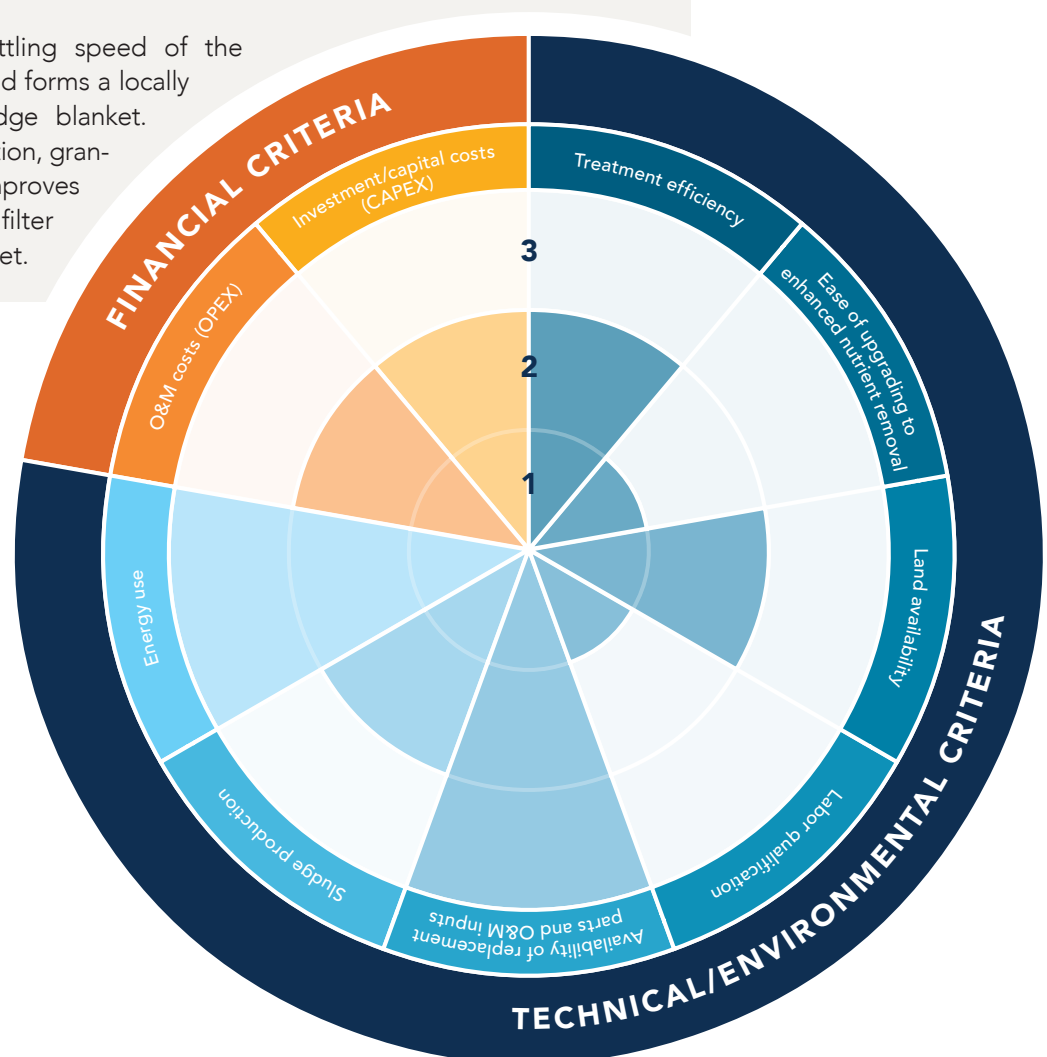 ttling speed of the
d forms a locally
dge blanket.
tion, gran-
nproves
filter
et.
FINANCIAL CRITERIA
Investment/capital costs
(CAPEX)
O&M costs (OPEX)
Treatment efficiency
Ease of upgrading to
enhanced nutrient removal
Land availability
Labor qualification
Availability of replacement
parts and O&M inputs
Sludge production
Energy use
TECHNICAL/ENVIRONMENTAL CRITERIA
3
2
1